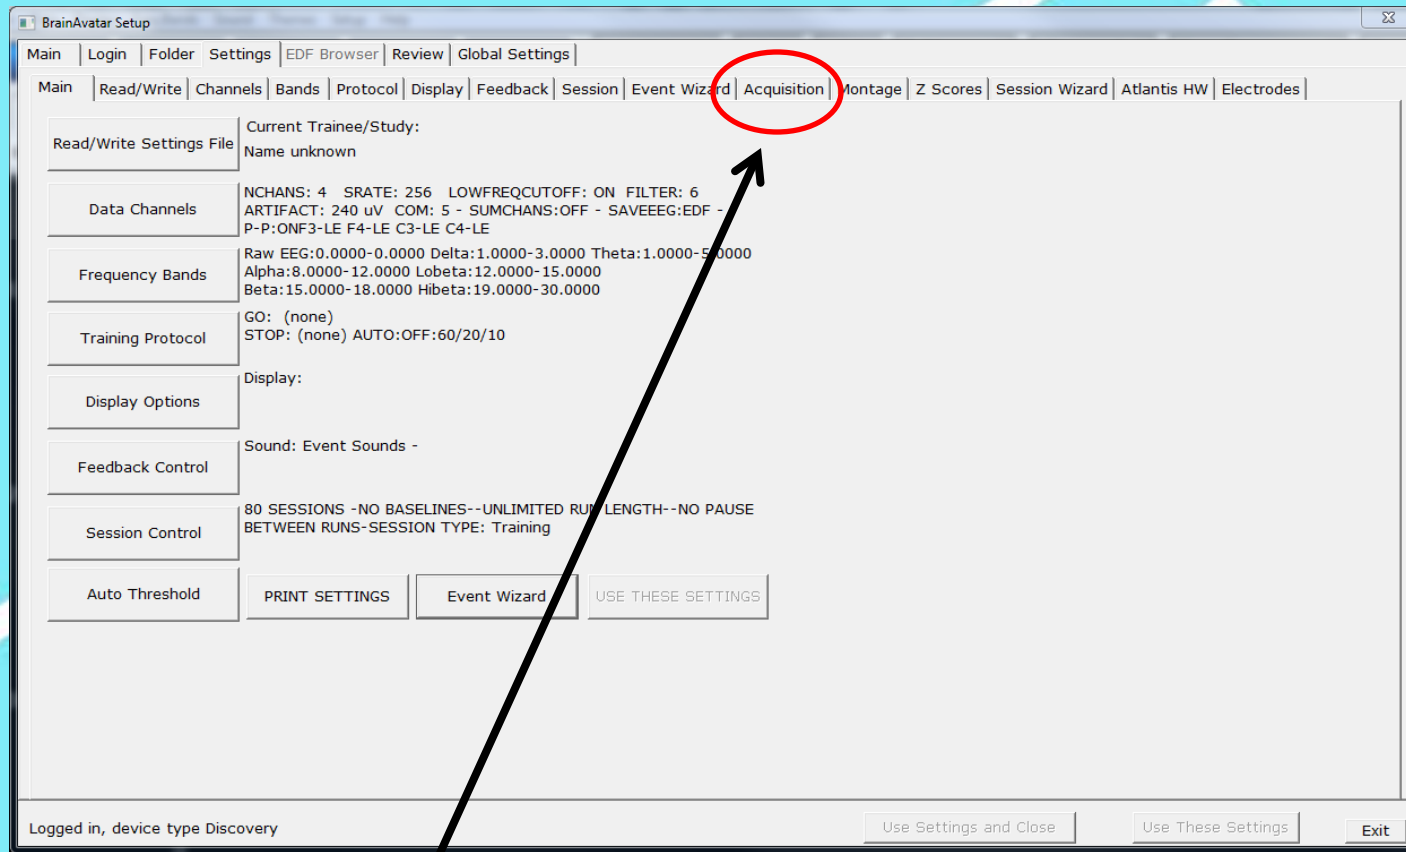 BrainAvatar Setup
Main Login Folder Settings EDF Browser Review Global Settings
Main Read/Write Channels Bands Protocol Display Feedback Session Event Wizard Acquisition Montage Z Scores Session Wizard Atlantis HW Electrodes
Read/Write Settings File
Current Trainee/Study:
Name unknown
Data Channels
NCHANS: 4 SRATE: 256 LOWFREQCUTOFF: ON FILTER: 6
ARTIFACT: 240 uV COM: 5 - SUMCHANS:OFF - SAVEEEG:EDF -
P-P:ONF3-LE F4-LE C3-LE C4-LE
Frequency Bands
Raw EEG:0.0000-0.0000 Delta:1.0000-3.0000 Theta:1.0000-5.0000
Alpha:8.0000-12.0000 Lobeta:12.0000-15.0000
Beta:15.0000-18.0000 Hibeta:19.0000-30.0000
Training Protocol
GO: (none)
STOP: (none) AUTO:OFF:60/20/10
Display Options
Display:
Feedback Control
Sound: Event Sounds -
Session Control
80 SESSIONS -NO BASELINES--UNLIMITED RUN LENGTH--NO PAUSE
BETWEEN RUNS-SESSION TYPE: Training
Auto Threshold PRINT SETTINGS Event Wizard USE THESE SETTINGS
Logged in, device type Discovery Use Settings and Close Use These Settings Exit